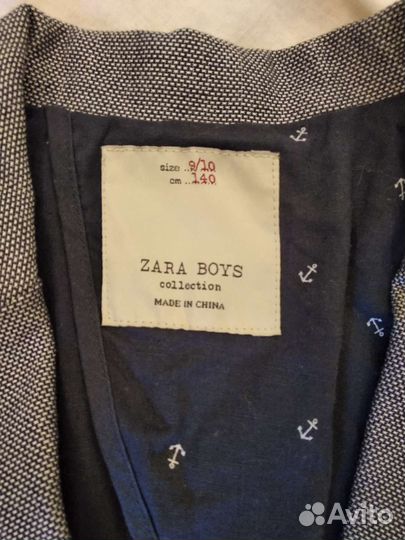 size ..9/10
cm ..140
ZARA BOYS
collection
MADE IN CHINA
Avito